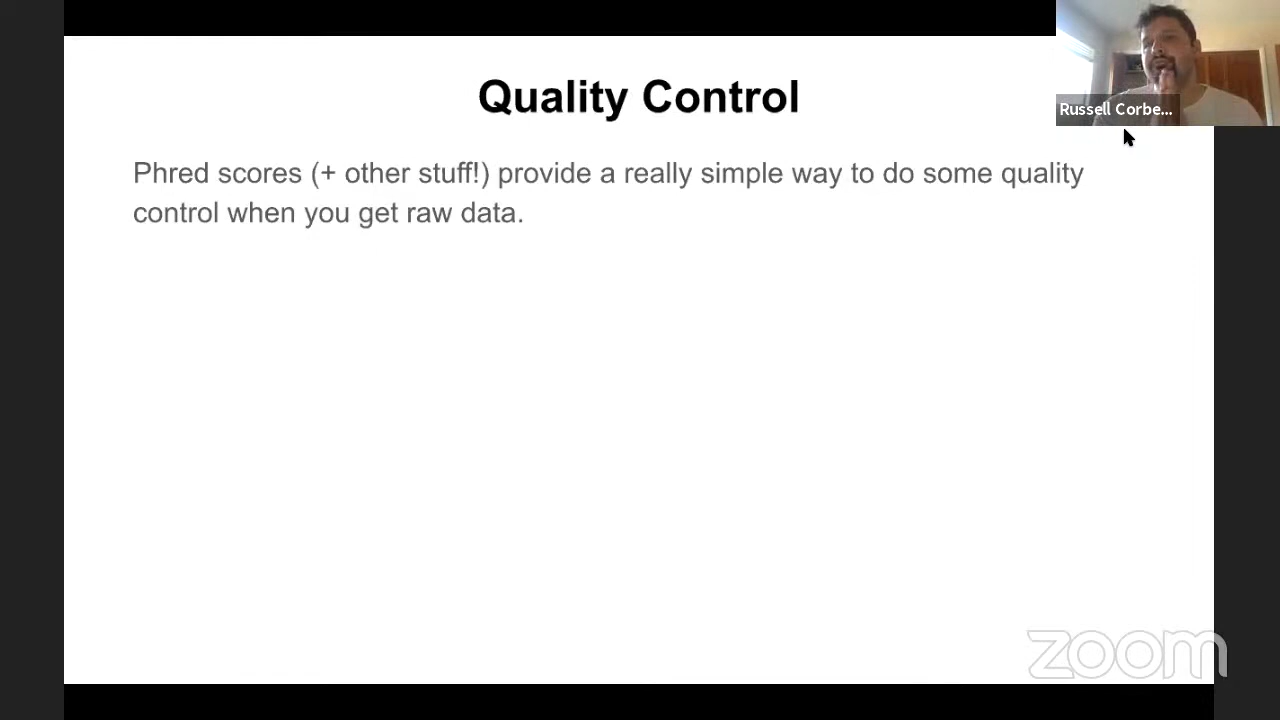 Quality Control
Russell Corbe...
Phred scores (+ other stuff!) provide a really simple way to do some quality
control when you get raw data.
zoom